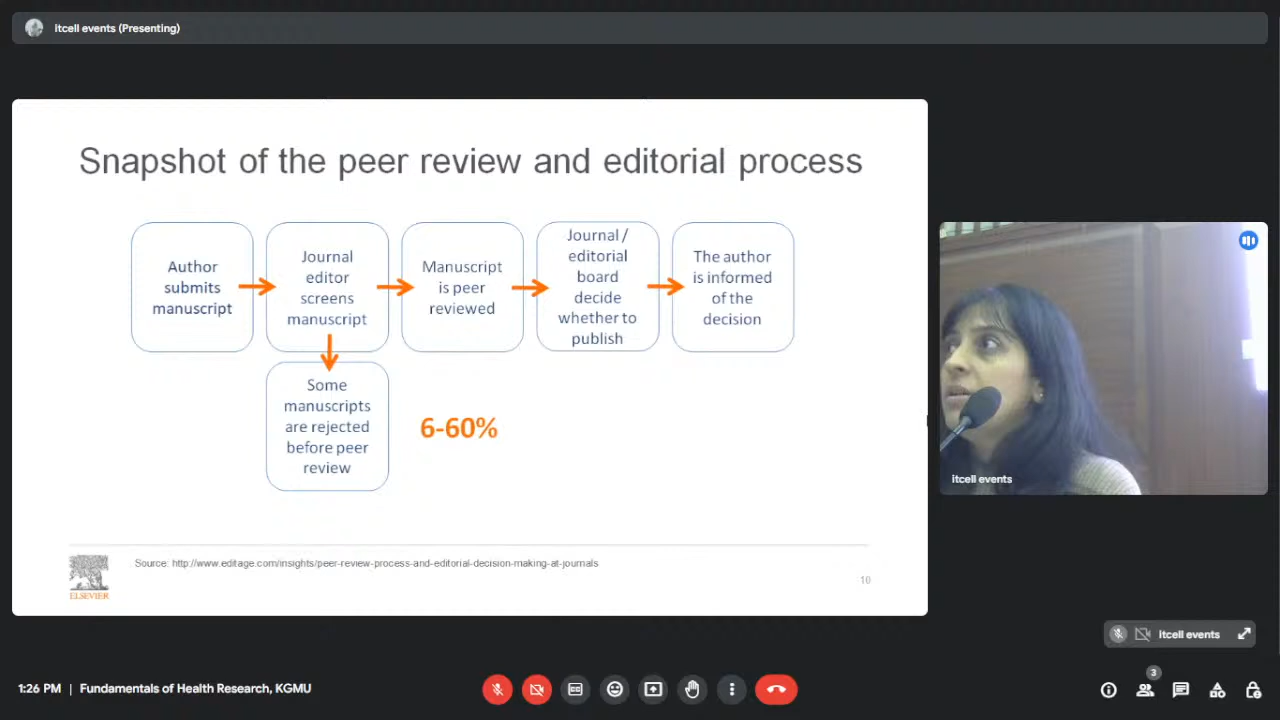 itcell events (Presenting)
Snapshot of the peer review and editorial process
Author
submits
manuscript
Journal
editor
screens
manuscript
Manuscript
is peer
reviewed
Journal /
editorial
board
decide
whether to
publish
The author
is informed
of the
decision
Some
manuscripts
are rejected
before peer
review
6-60%
ELSEVIER
Source: http://www.editage.com/insights/peer-review-process-and-editorial-decision-making-at-journals
10
itcell events
itcell events
1:26 PM | Fundamentals of Health Research, KGMU
3